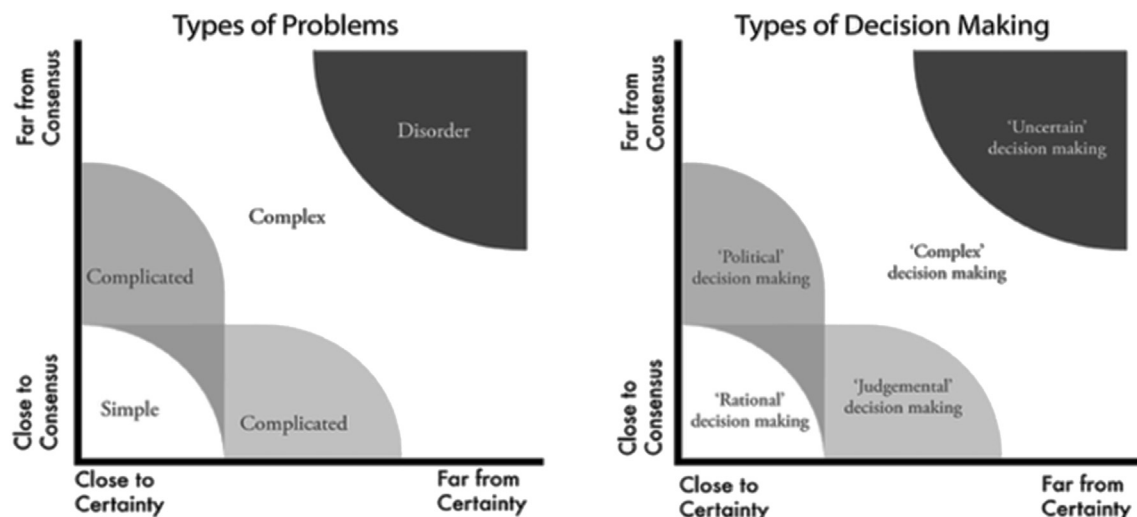 Types of Problems
Far from
Consensus
Disorder
Complex
Complicated
Close to
Consensus
Simple
Complicated
Close to
Certainty
Far from
Certainty
Types of Decision Making
Far from
Consensus
'Uncertain'
decision making
'Political'
decision making
'Complex'
decision making
Close to
Consensus
'Rational'
decision making
'Judgemental'
decision making
Close to
Certainty
Far from
Certainty